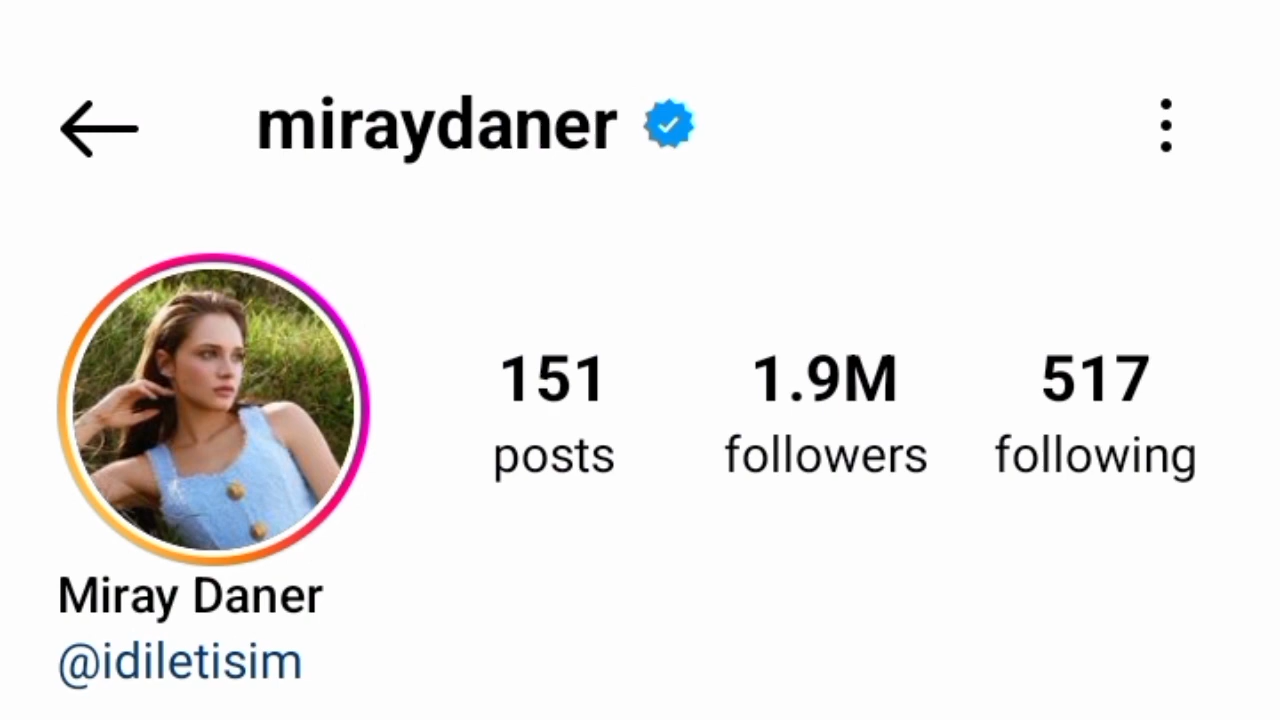 miraydaner
151 1.9M 517
posts followers following
Miray Daner
@idiletisim